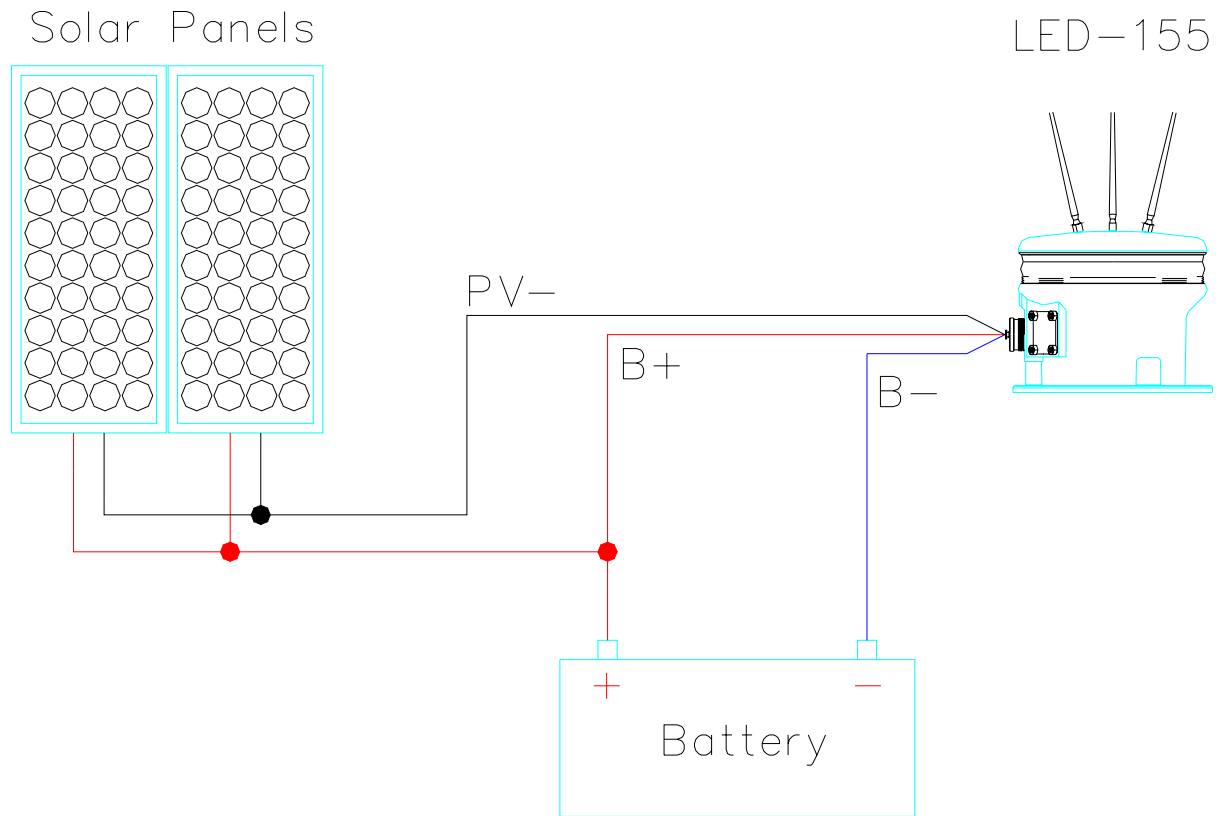 Solar Panels
LED-155
PV-
B+
B-
+ -
Battery